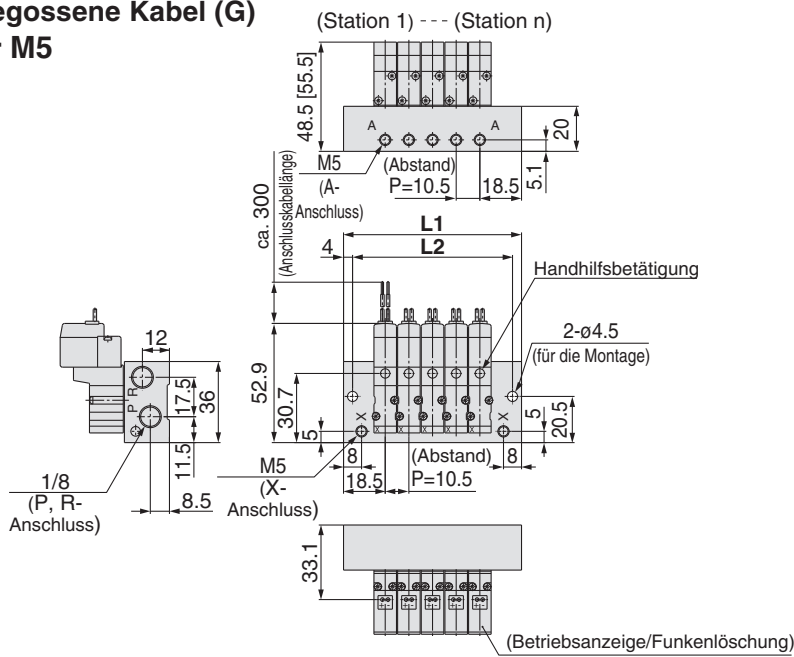 egossene Kabel (G)
M5
(Station 1) --- (Station n)
48.5 [55.5]
A
A
20
5.1
M5
(A-
Anschluss)
(Abstand)
P=10.5
18.5
ca. 300
(Anschlusskabellänge)
L1
4
L2
Handhilfsbetätigung
2-ø4.5
(für die Montage)
12
R
P
17.5
36
11.5
8.5
1/8
(P, R-
Anschluss)
52.9
30.7
5
X
X
X X X X X
5
20.5
8
8
18.5
(Abstand)
P=10.5
M5
(X-
Anschluss)
33.1
(Betriebsanzeige/Funkenlöschung)